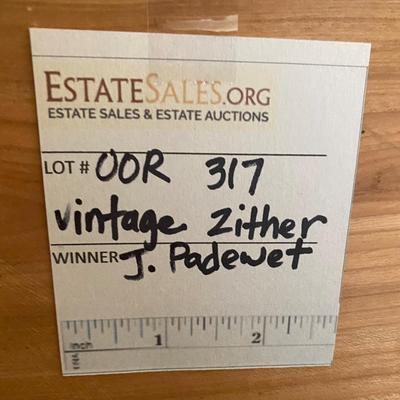 ESTATESALES.ORG
ESTATE SALES & ESTATE AUCTIONS
LOT # OOR 317
vintage Zither
WINNER J. Padewet
inch 1 2